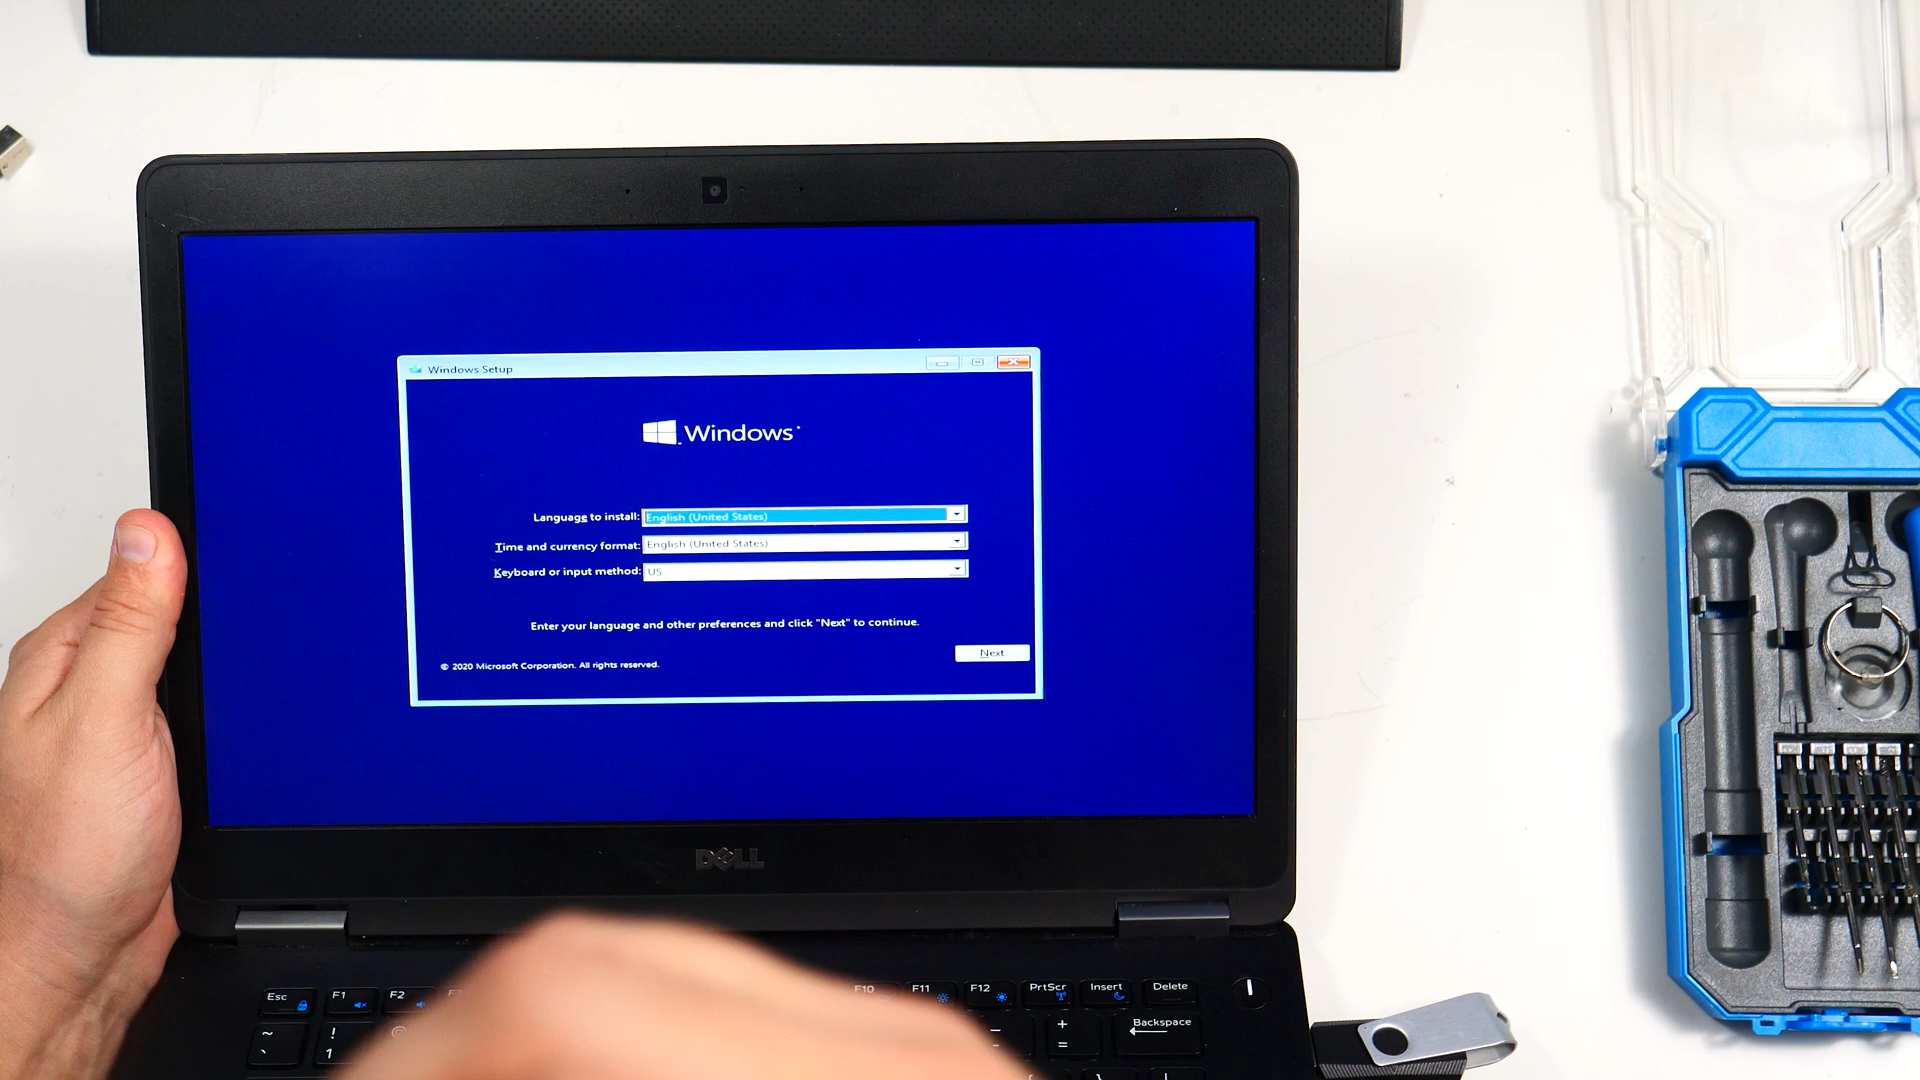 Windows Setup
Windows
Language to install: English (United States)
Time and currency format: English (United States)
Keyboard or input method: US
Enter your language and other preferences and click "Next" to continue.
Next
© 2020 Microsoft Corporation. All rights reserved.
DELL
Esc F1 F2 F10 F11 F12 PrtScr Insert Delete
~ ! @ + Backspace
` 1 - =